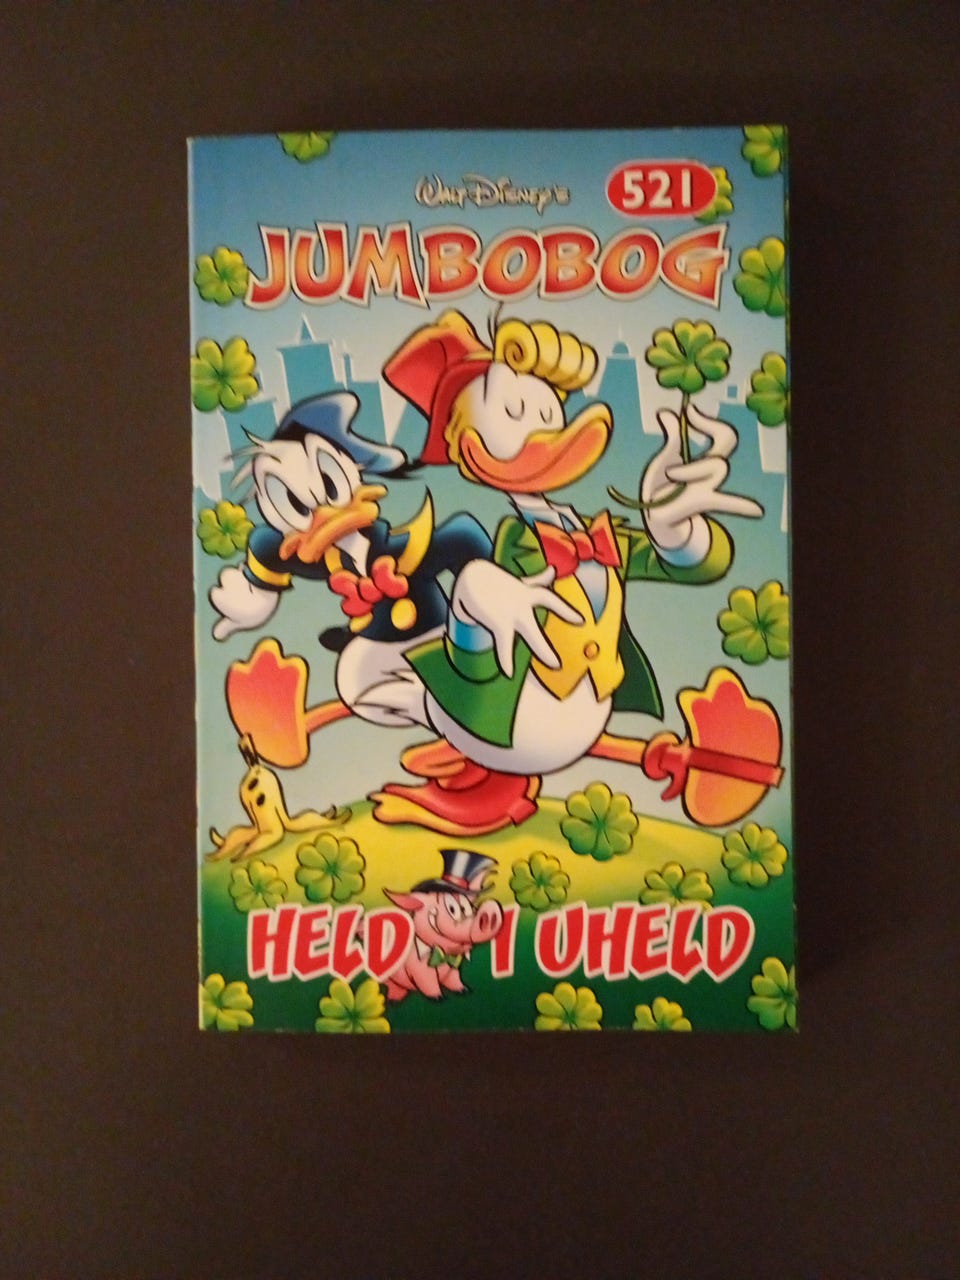 WALT DISNEY'S
521
JUMBOBOG
HELD I UHELD